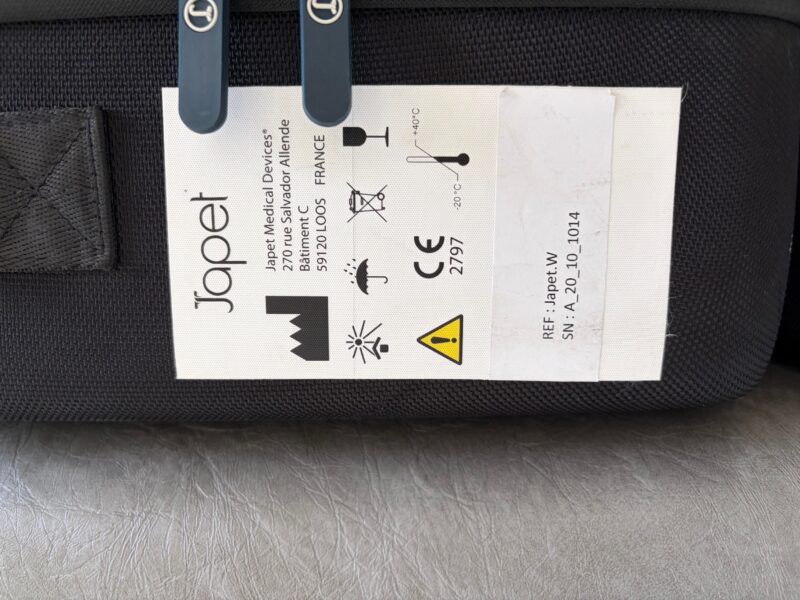 Japet
Japet Medical Devices®
270 rue Salvador Allende
Bâtiment C
59120 LOOS FRANCE
+40°C
-20 °C
CE
2797
REF : Japet.W
SN : A_20_10_1014